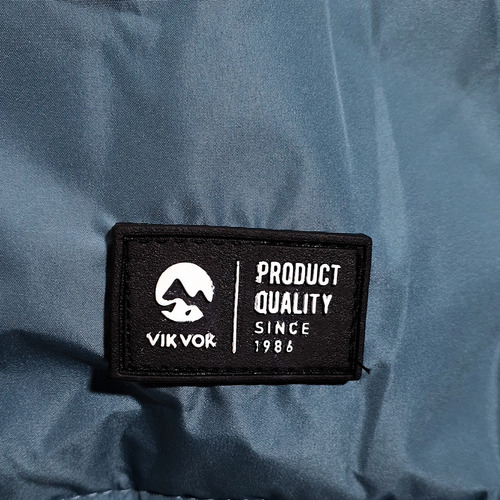 VIKVOR
PRODUCT
QUALITY
SINCE
1986